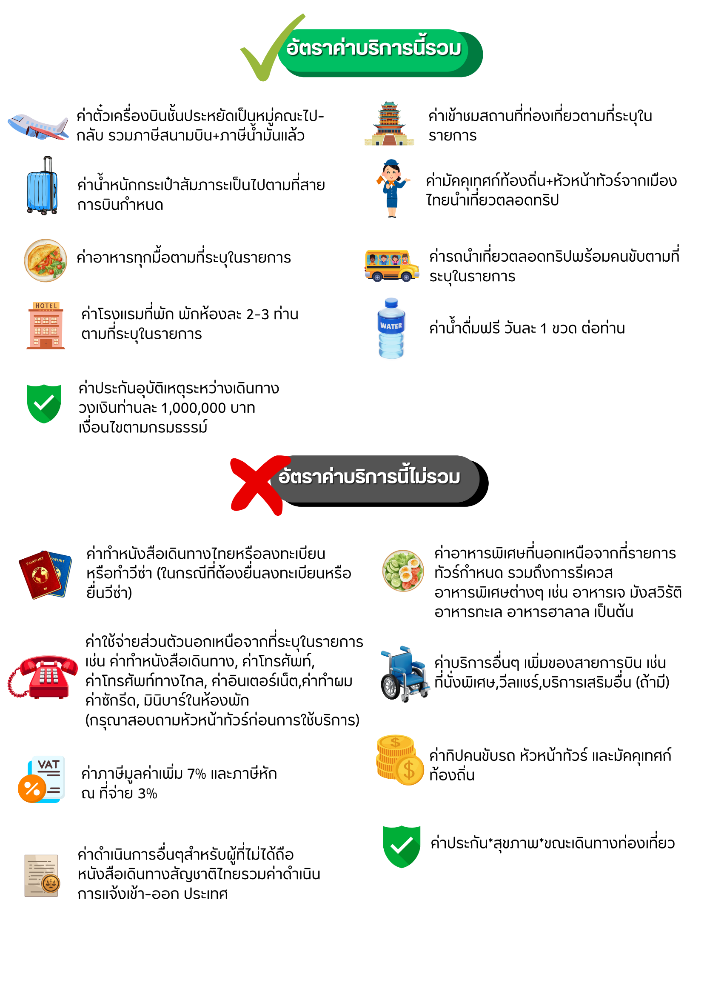 อัตราค่าบริการนี้รวม
ค่าตั๋วเครื่องบินชั้นประหยัดเป็นหมู่คณะไป-
กลับ รวมภาษีสนามบิน+ภาษีน้ำมันแล้ว
ค่าน้ำหนักกระเป๋าสัมภาระเป็นไปตามที่สาย
การบินกำหนด
ค่าอาหารทุกมื้อตามที่ระบุในรายการ
HOTEL
ค่าโรงแรมที่พัก พักห้องละ 2-3 ท่าน
ตามที่ระบุในรายการ
ค่าประกันอุบัติเหตุระหว่างเดินทาง
วงเงินท่านละ 1,000,000 บาท
เงื่อนไขตามกรมธรรม์
ค่าเข้าชมสถานที่ท่องเที่ยวตามที่ระบุใน
รายการ
ค่ามัคคุเทศก์ท้องถิ่น+หัวหน้าทัวร์จากเมือง
ไทยนำเที่ยวตลอดทริป
ค่ารถนำเที่ยวตลอดทริปพร้อมคนขับตามที่
ระบุในรายการ
WATER
ค่าน้ำดื่มฟรี วันละ 1 ขวด ต่อท่าน
อัตราค่าบริการนี้ไม่รวม
PASSPORT
SSPORT
ค่าทำหนังสือเดินทางไทยหรือลงทะเบียน
หรือทำวีซ่า (ในกรณีที่ต้องยื่นลงทะเบียนหรือ
ยื่นวีซ่า)
ค่าใช้จ่ายส่วนตัวนอกเหนือจากที่ระบุในรายการ
เช่น ค่าทำหนังสือเดินทาง, ค่าโทรศัพท์,
ค่าโทรศัพท์ทางไกล, ค่าอินเตอร์เน็ต,ค่าทำผม
ค่าซักรีด, มินิบาร์ในห้องพัก
(กรุณาสอบถามหัวหน้าทัวร์ก่อนการใช้บริการ)
VAT
%
ค่าภาษีมูลค่าเพิ่ม 7% และภาษีหัก
ณ ที่จ่าย 3%
ค่าดำเนินการอื่นๆสำหรับผู้ที่ไม่ได้ถือ
หนังสือเดินทางสัญชาติไทยรวมค่าดำเนิน
การแจ้งเข้า-ออก ประเทศ
ค่าอาหารพิเศษที่นอกเหนือจากที่รายการ
ทัวร์กำหนด รวมถึงการรีเควส
อาหารพิเศษต่างๆ เช่น อาหารเจ มังสวิรัติ
อาหารทะเล อาหารฮาลาล เป็นต้น
ค่าบริการอื่นๆ เพิ่มของสายการบิน เช่น
ที่นั่งพิเศษ,วีลแชร์,บริการเสริมอื่น (ถ้ามี)
$
$
ค่าทิปคนขับรถ หัวหน้าทัวร์ และมัคคุเทศก์
ท้องถิ่น
ค่าประกัน*สุขภาพ*ขณะเดินทางท่องเที่ยว